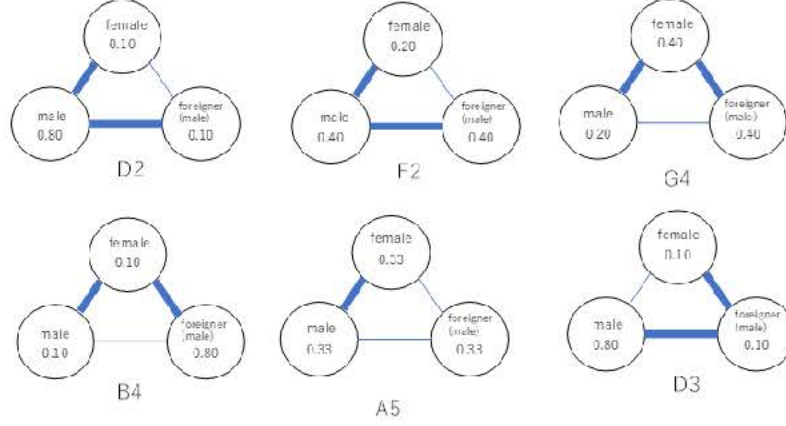 female
0.10
male
0.80
foreigner
(male)
0.10
D2
female
0.20
male
0.40
foreigner
(male)
0.40
F2
female
0.40
male
0.20
foreigner
(male)
0.40
G4
female
0.10
male
0.10
foreigner
(male)
0.80
B4
female
0.33
male
0.33
foreigner
(male)
0.33
A5
female
0.10
male
0.80
foreigner
(male)
0.10
D3